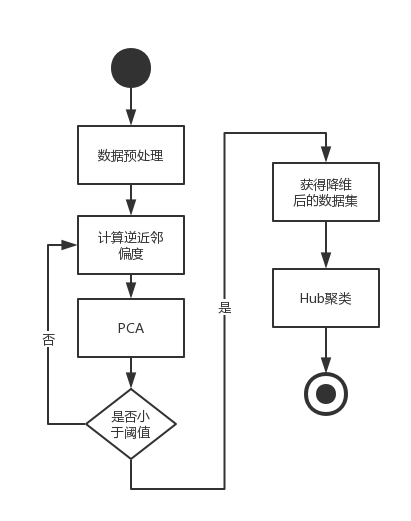 数据预处理
计算逆近邻
偏度
PCA
否
是否小
于阈值
是
获得降维
后的数据集
Hub聚类